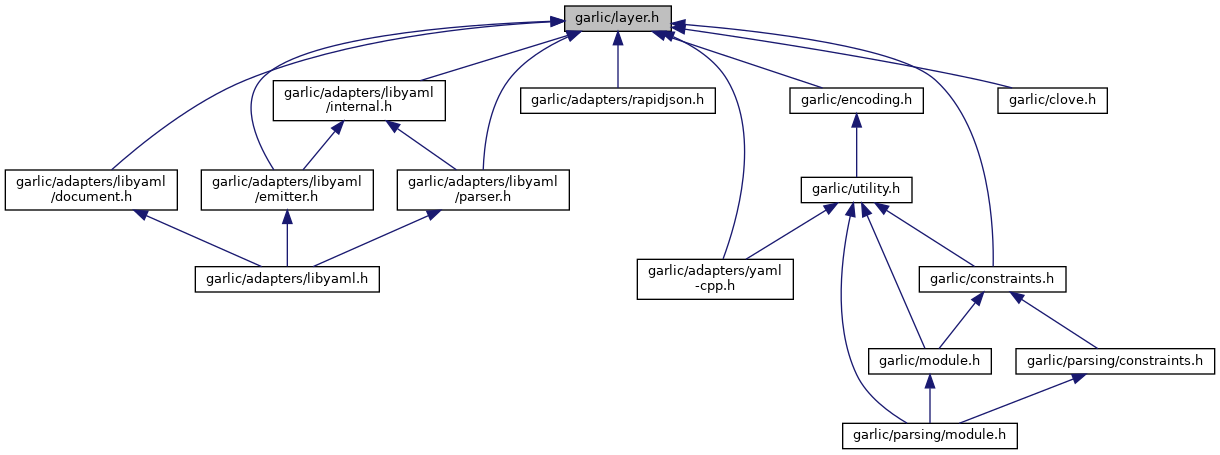 garlic/layer.h
garlic/adapters/libyaml
/internal.h
garlic/adapters/rapidjson.h
garlic/encoding.h
garlic/clove.h
garlic/adapters/libyaml
/document.h
garlic/adapters/libyaml
/emitter.h
garlic/adapters/libyaml
/parser.h
garlic/utility.h
garlic/adapters/libyaml.h
garlic/adapters/yaml
-cpp.h
garlic/constraints.h
garlic/module.h
garlic/parsing/constraints.h
garlic/parsing/module.h